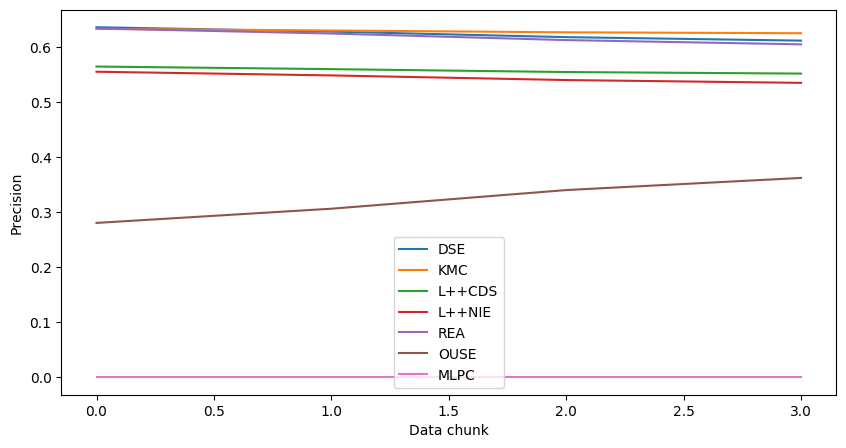 0.6
0.5
0.4
0.3
0.2
0.1
0.0
Precision
DSE
KMC
L++CDS
L++NIE
REA
OUSE
MLPC
0.0 0.5 1.0 1.5 2.0 2.5 3.0
Data chunk